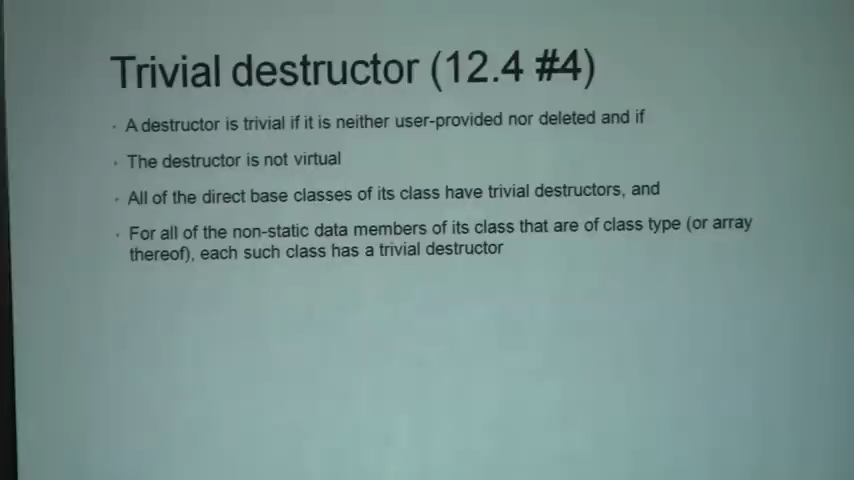 Trivial destructor (12.4 #4)
· A destructor is trivial if it is neither user-provided nor deleted and if
· The destructor is not virtual
· All of the direct base classes of its class have trivial destructors, and
· For all of the non-static data members of its class that are of class type (or array
thereof), each such class has a trivial destructor